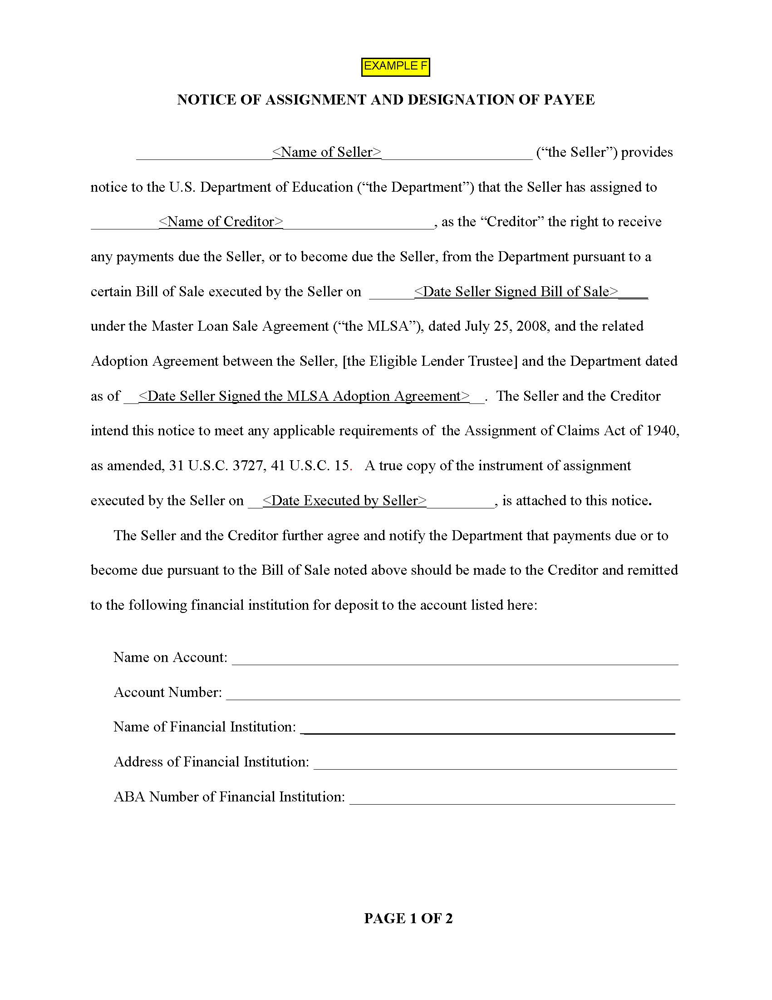 EXAMPLE F
NOTICE OF ASSIGNMENT AND DESIGNATION OF PAYEE
__________________<Name of Seller>____________________ (“the Seller”) provides
notice to the U.S. Department of Education (“the Department”) that the Seller has assigned to
_________<Name of Creditor>____________________, as the “Creditor” the right to receive
any payments due the Seller, or to become due the Seller, from the Department pursuant to a
certain Bill of Sale executed by the Seller on ______<Date Seller Signed Bill of Sale>____
under the Master Loan Sale Agreement (“the MLSA”), dated July 25, 2008, and the related
Adoption Agreement between the Seller, [the Eligible Lender Trustee] and the Department dated
as of __<Date Seller Signed the MLSA Adoption Agreement>__. The Seller and the Creditor
intend this notice to meet any applicable requirements of the Assignment of Claims Act of 1940,
as amended, 31 U.S.C. 3727, 41 U.S.C. 15. A true copy of the instrument of assignment
executed by the Seller on __<Date Executed by Seller>_________, is attached to this notice.
The Seller and the Creditor further agree and notify the Department that payments due or to
become due pursuant to the Bill of Sale noted above should be made to the Creditor and remitted
to the following financial institution for deposit to the account listed here:
Name on Account: ___________________________________________________________
Account Number: ____________________________________________________________
Name of Financial Institution: __________________________________________________
Address of Financial Institution: ________________________________________________
ABA Number of Financial Institution: ___________________________________________
PAGE 1 OF 2